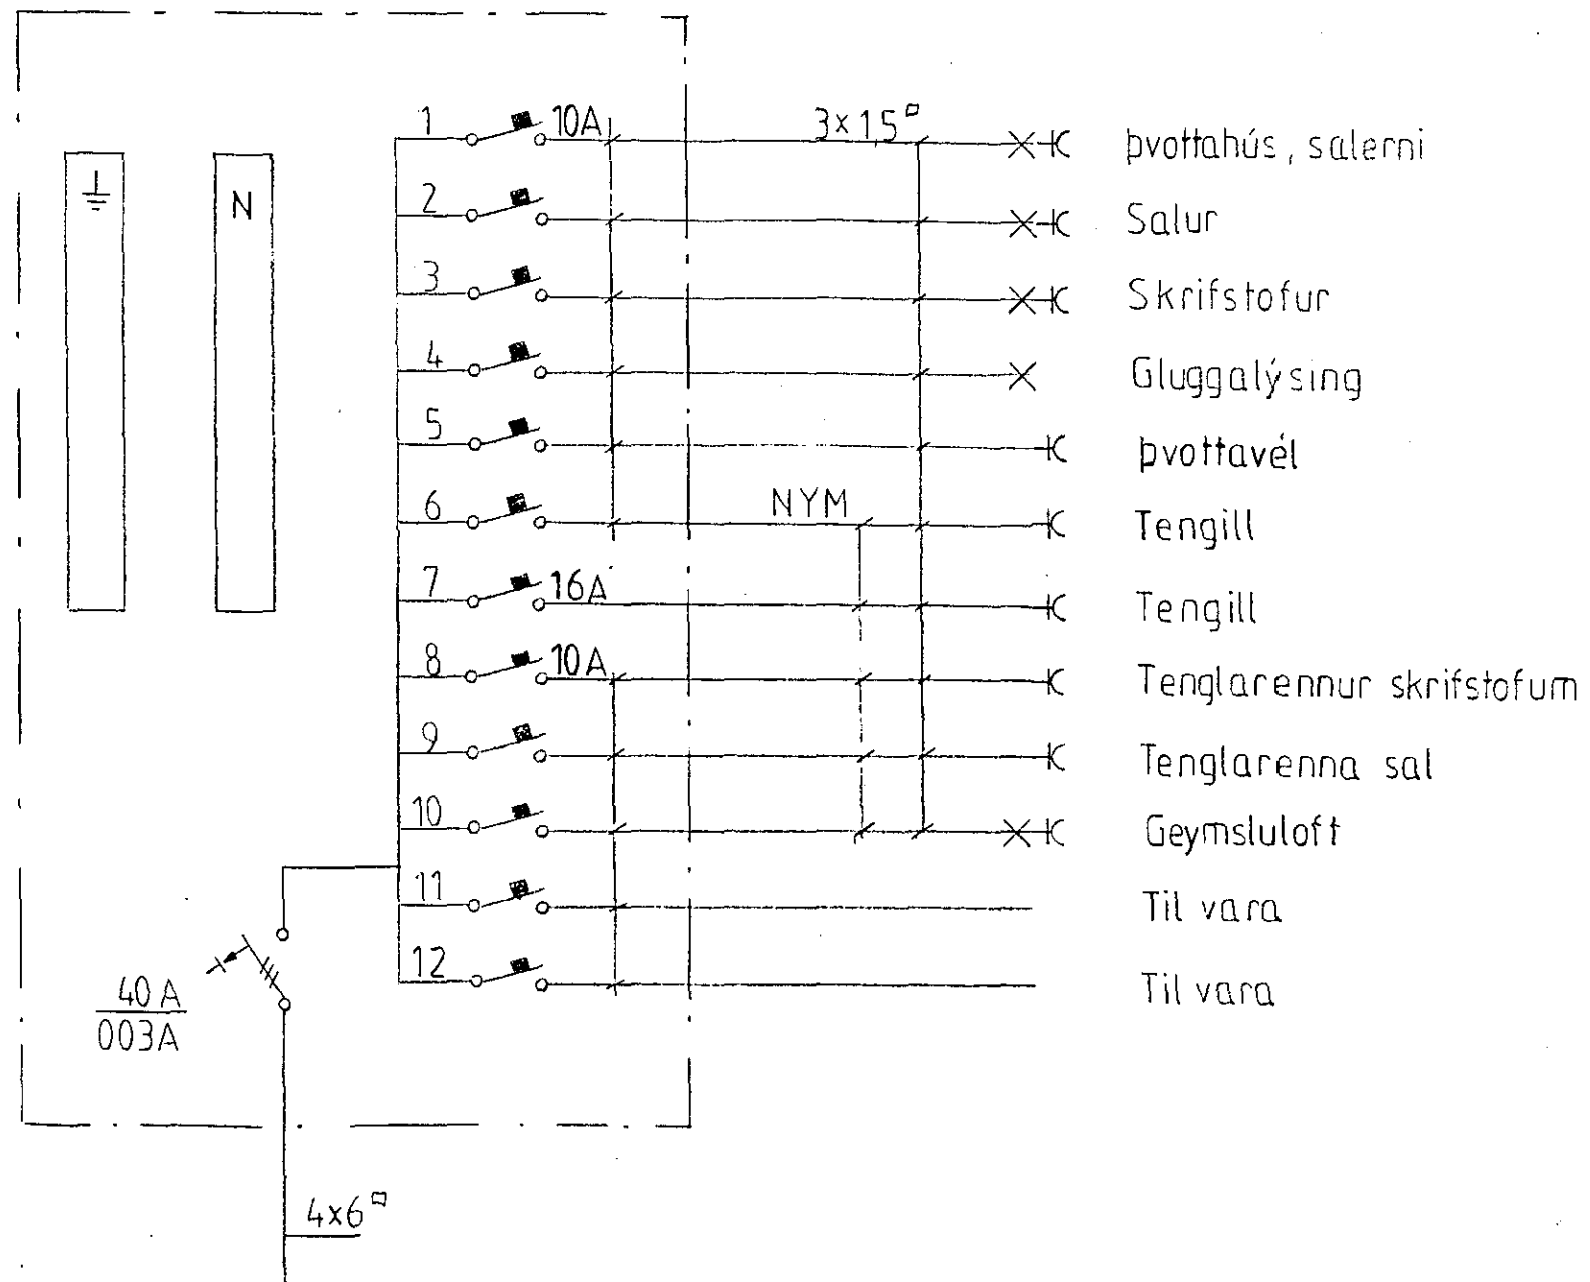 1 10A 3x1,5□ þvottahús, salerni
N
2 Salur
3 Skrifstofur
4 Gluggalýsing
5 þvottavél
6 NYM Tengill
7 16A Tengill
8 10A Tenglarennur skrifstofum
9 Tenglarenna sal
10 Geymsluloft
11 Til vara
12 Til vara
40A
003A
4x6□